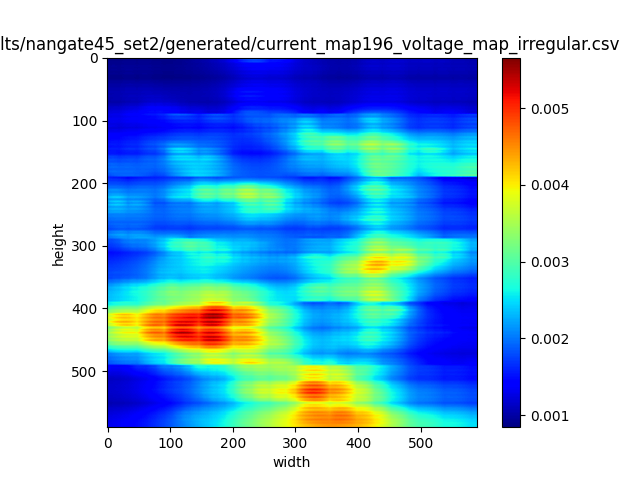 lts/nangate45_set2/generated/current_map196_voltage_map_irregular.csv
0
100
200
300
400
500
height
0 100 200 300 400 500
width
0.005
0.004
0.003
0.002
0.001